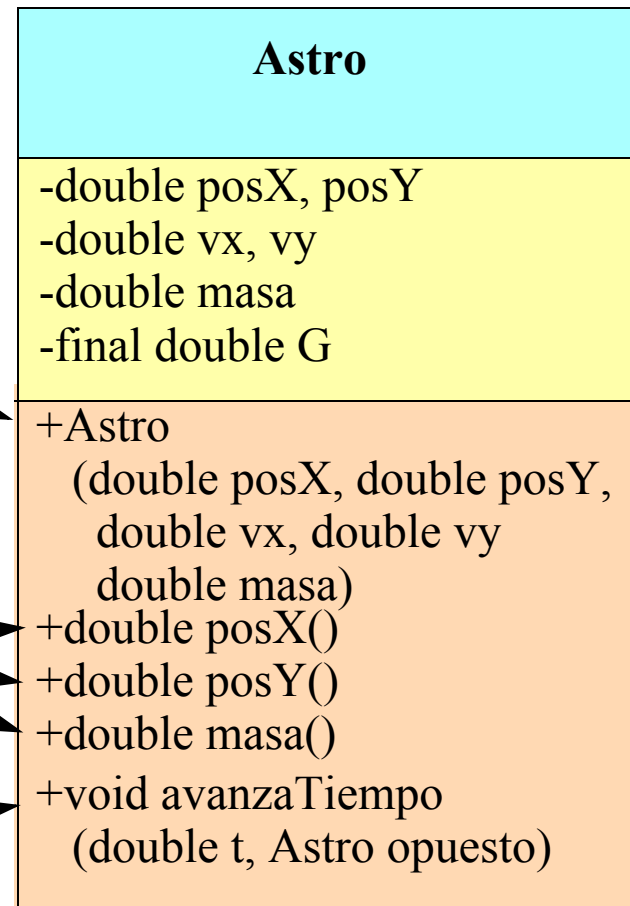 Astro
-double posX, posY
-double vx, vy
-double masa
-final double G
+Astro
(double posX, double posY,
double vx, double vy
double masa)
+double posX()
+double posY()
+double masa()
+void avanzaTiempo
(double t, Astro opuesto)